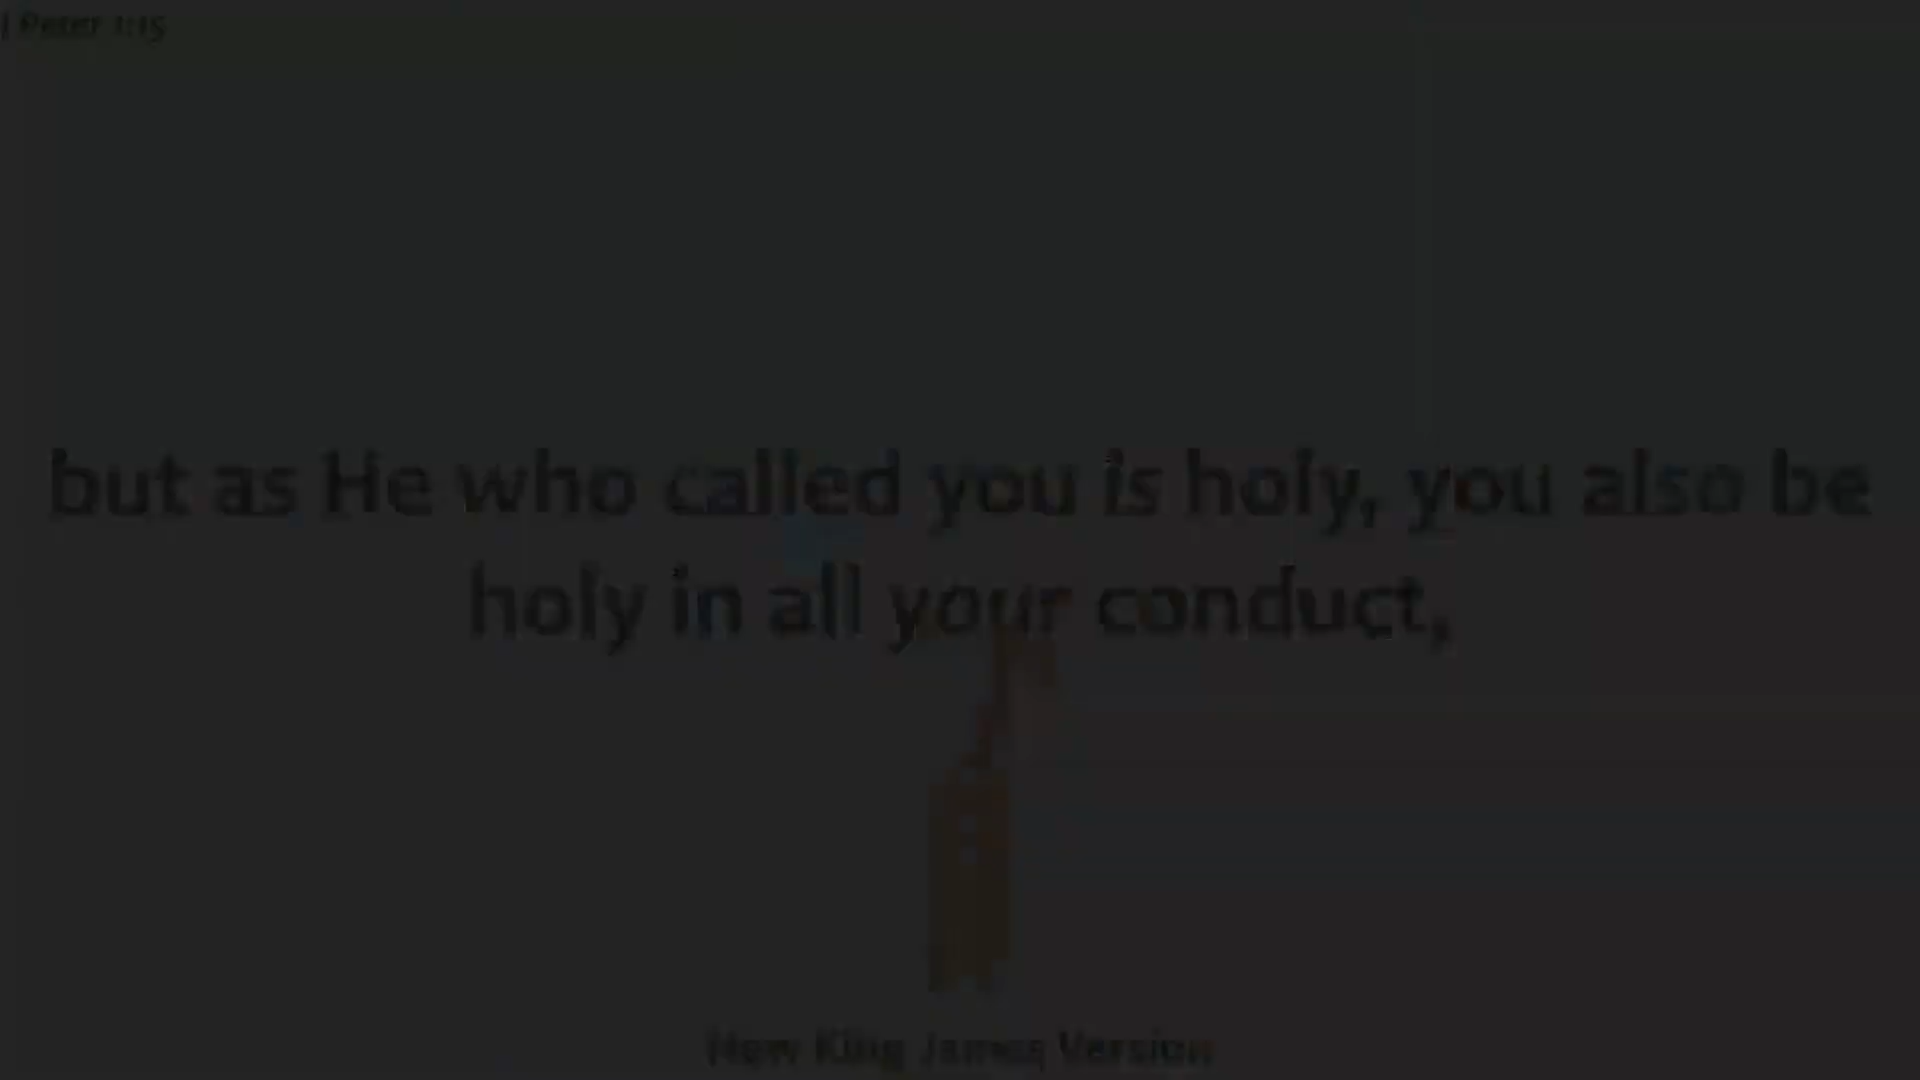 1 Peter 1:15
but as He who called you is holy, you also be
holy in all your conduct,
New King James Version